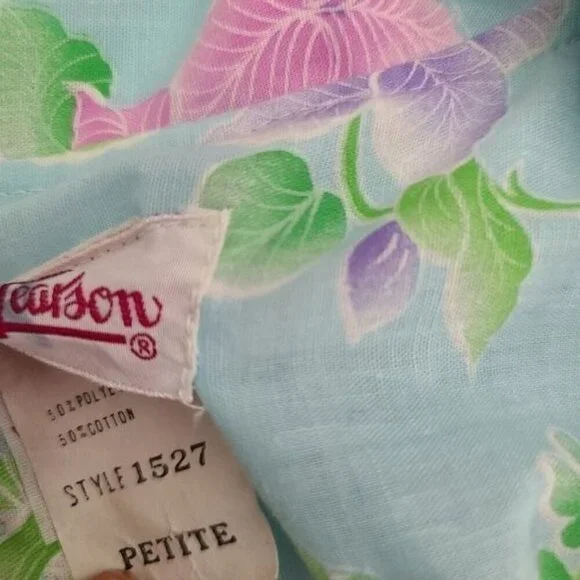 earson
®
50% POLYE
50% COTTON
STYLE 1527
PETITE